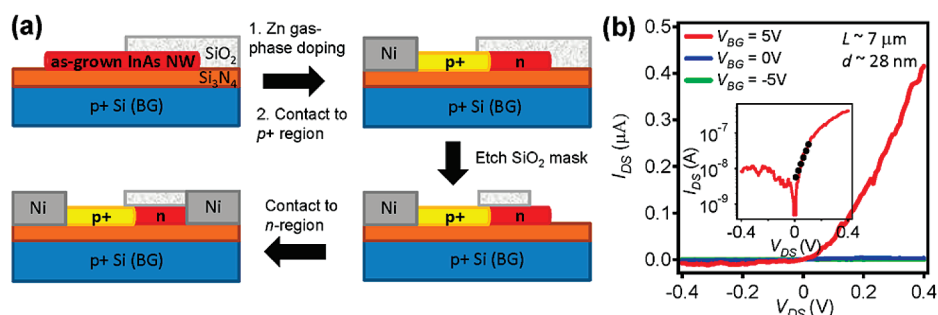 (a)
SiO2
as-grown InAs NW
Si3N4
p+ Si (BG)
1. Zn gas-
phase doping
2. Contact to
p+ region
Ni
p+
n
p+ Si (BG)
Etch SiO2 mask
Ni
p+
n
p+ Si (BG)
Contact to
n-region
Ni
p+
n
Ni
p+ Si (BG)
(b)
VBG = 5V
VBG = 0V
VBG = -5V
L ~ 7 μm
d ~ 28 nm
IDS (μA)
0.5
0.4
0.3
0.2
0.1
0.0
-0.4
-0.2
0
0.2
0.4
VDS (V)
IDS (A)
10-7
10-8
10-9
-0.4
0
0.4
VDS (V)